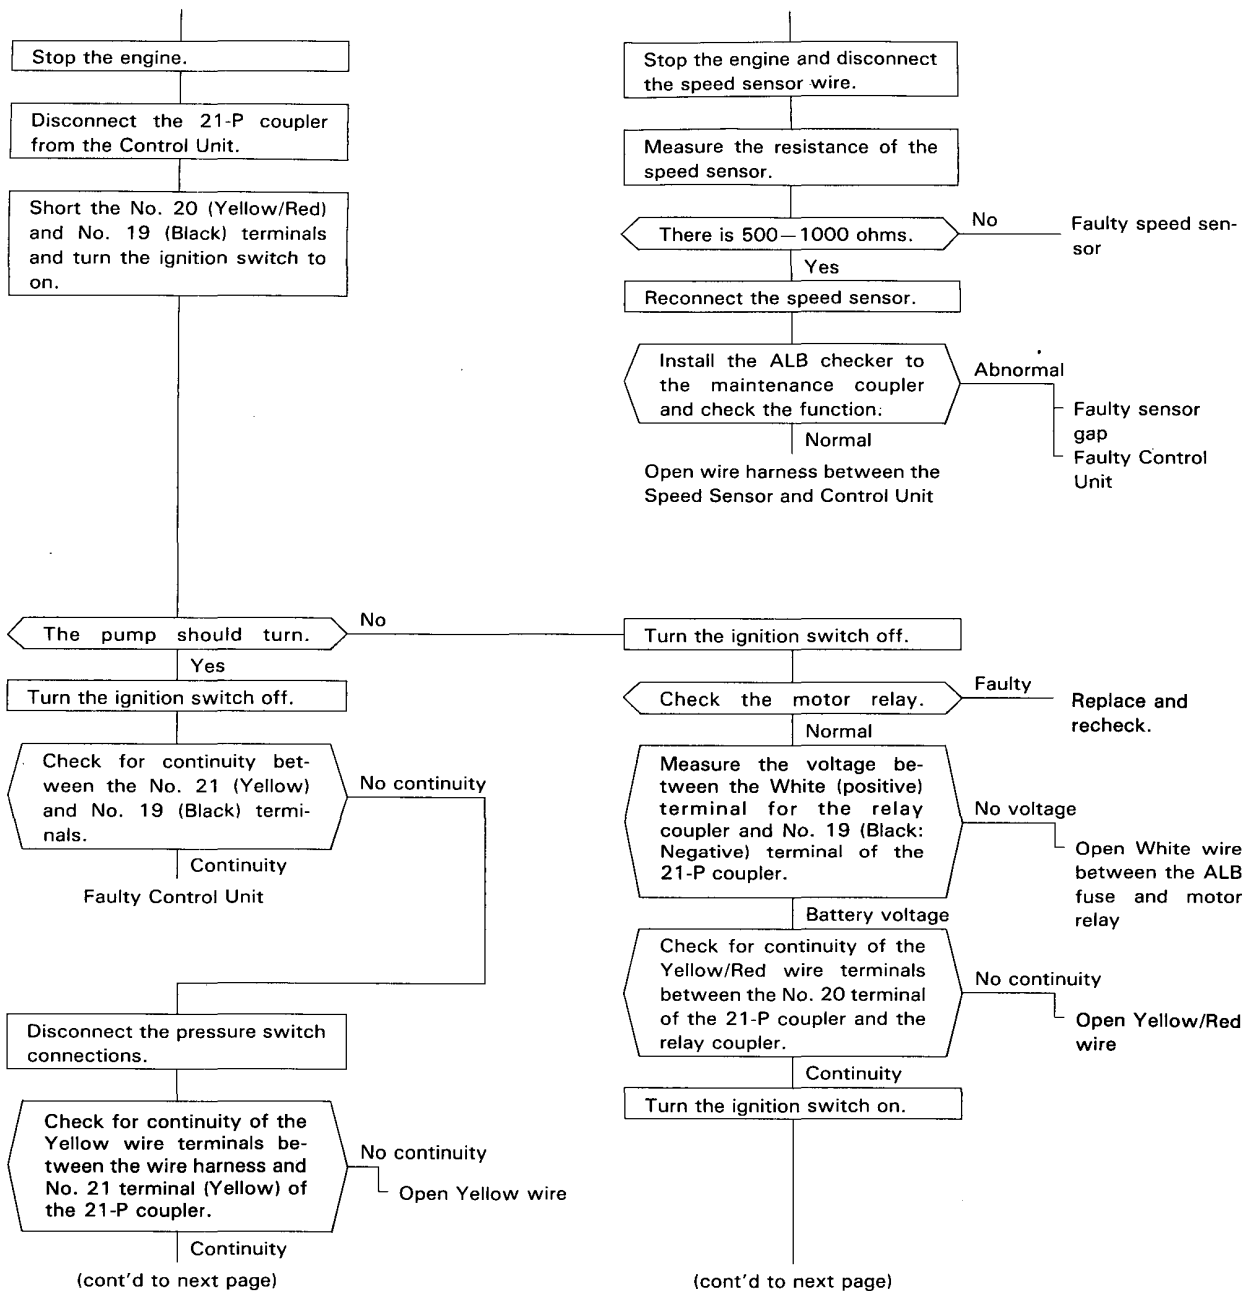 Stop the engine.
Disconnect the 21-P coupler
from the Control Unit.
Short the No. 20 (Yellow/Red)
and No. 19 (Black) terminals
and turn the ignition switch to
on.
Stop the engine and disconnect
the speed sensor wire.
Measure the resistance of the
speed sensor.
There is 500—1000 ohms.
No
Faulty speed sen-
sor
Yes
Reconnect the speed sensor.
Install the ALB checker to
the maintenance coupler
and check the function.
Abnormal
Faulty sensor
gap
Faulty Control
Unit
Normal
Open wire harness between the
Speed Sensor and Control Unit
The pump should turn.
No
Yes
Turn the ignition switch off.
Check for continuity bet-
ween the No. 21 (Yellow)
and No. 19 (Black) termi-
nals.
No continuity
Continuity
Faulty Control Unit
Disconnect the pressure switch
connections.
Check for continuity of the
Yellow wire terminals be-
tween the wire harness and
No. 21 terminal (Yellow) of
the 21-P coupler.
No continuity
Open Yellow wire
Continuity
(cont'd to next page)
Turn the ignition switch off.
Check the motor relay.
Faulty
Replace and
recheck.
Normal
Measure the voltage be-
tween the White (positive)
terminal for the relay
coupler and No. 19 (Black:
Negative) terminal of the
21-P coupler.
No voltage
Open White wire
between the ALB
fuse and motor
relay
Battery voltage
Check for continuity of the
Yellow/Red wire terminals
between the No. 20 terminal
of the 21-P coupler and the
relay coupler.
No continuity
Open Yellow/Red
wire
Continuity
Turn the ignition switch on.
(cont'd to next page)